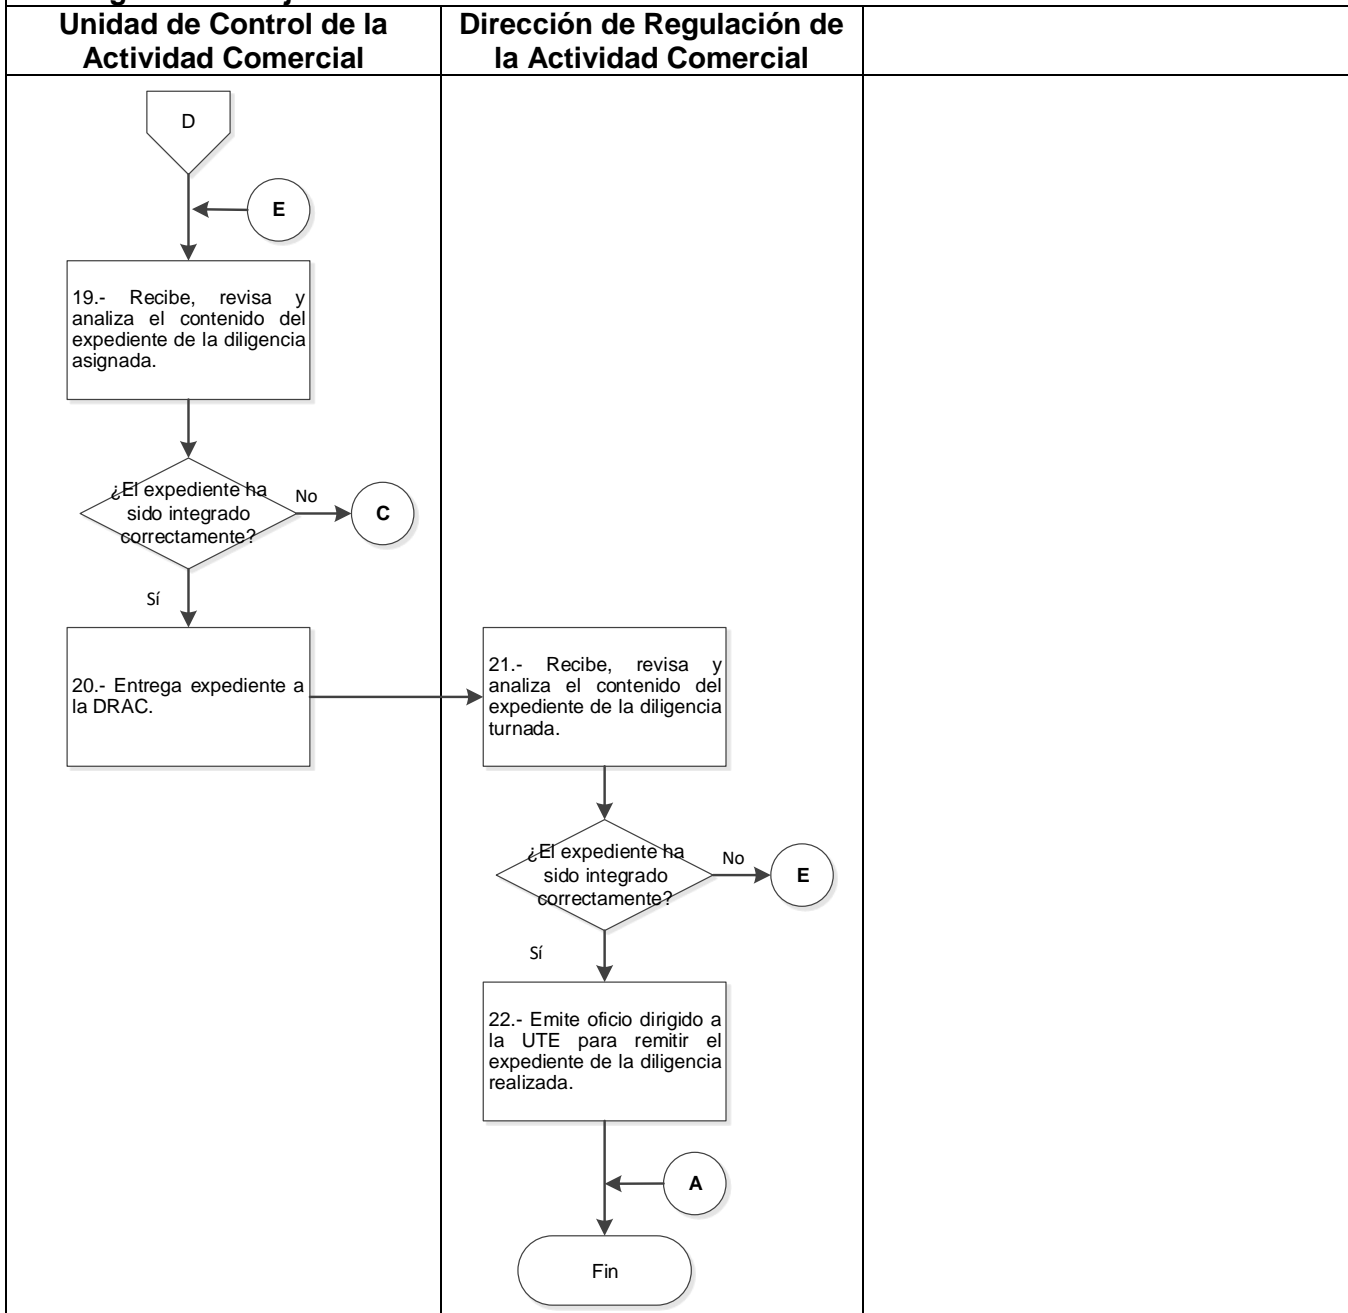 Unidad de Control de la
Actividad Comercial
Dirección de Regulación de
la Actividad Comercial
D
E
19.- Recibe, revisa y
analiza el contenido del
expediente de la diligencia
asignada.
¿El expediente ha
sido integrado
correctamente?
No
C
Sí
20.- Entrega expediente a
la DRAC.
21.- Recibe, revisa y
analiza el contenido del
expediente de la diligencia
turnada.
¿El expediente ha
sido integrado
correctamente?
No
E
Sí
22.- Emite oficio dirigido a
la UTE para remitir el
expediente de la diligencia
realizada.
A
Fin